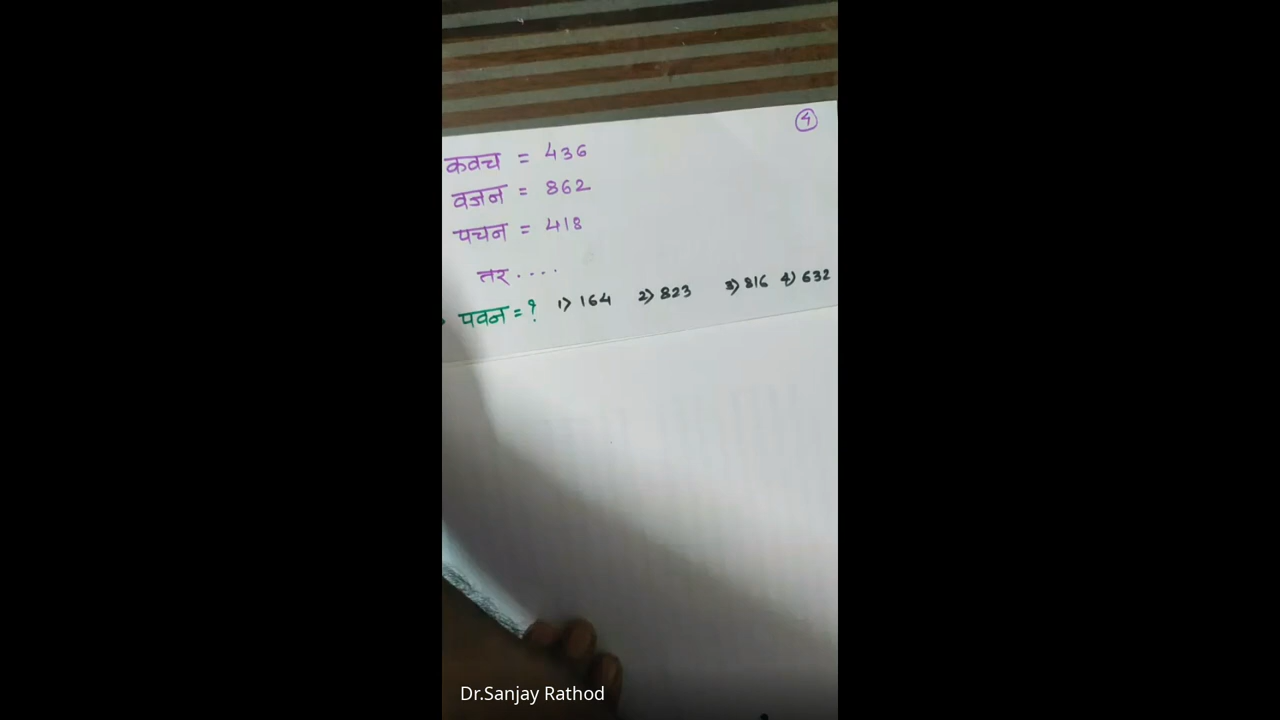 4
कवच = 436
वजन = 862
पचन = 418
तर ....
पवन = ? 1) 164 2) 823 3) 816 4) 632
Dr.Sanjay Rathod